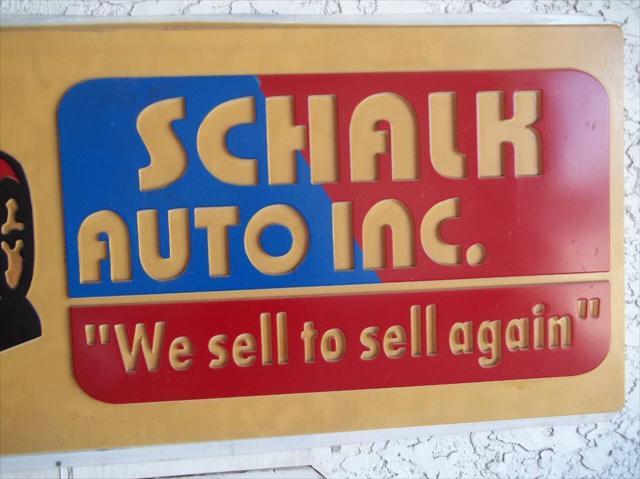 SCHALK
AUTO INC.
"We sell to sell again"